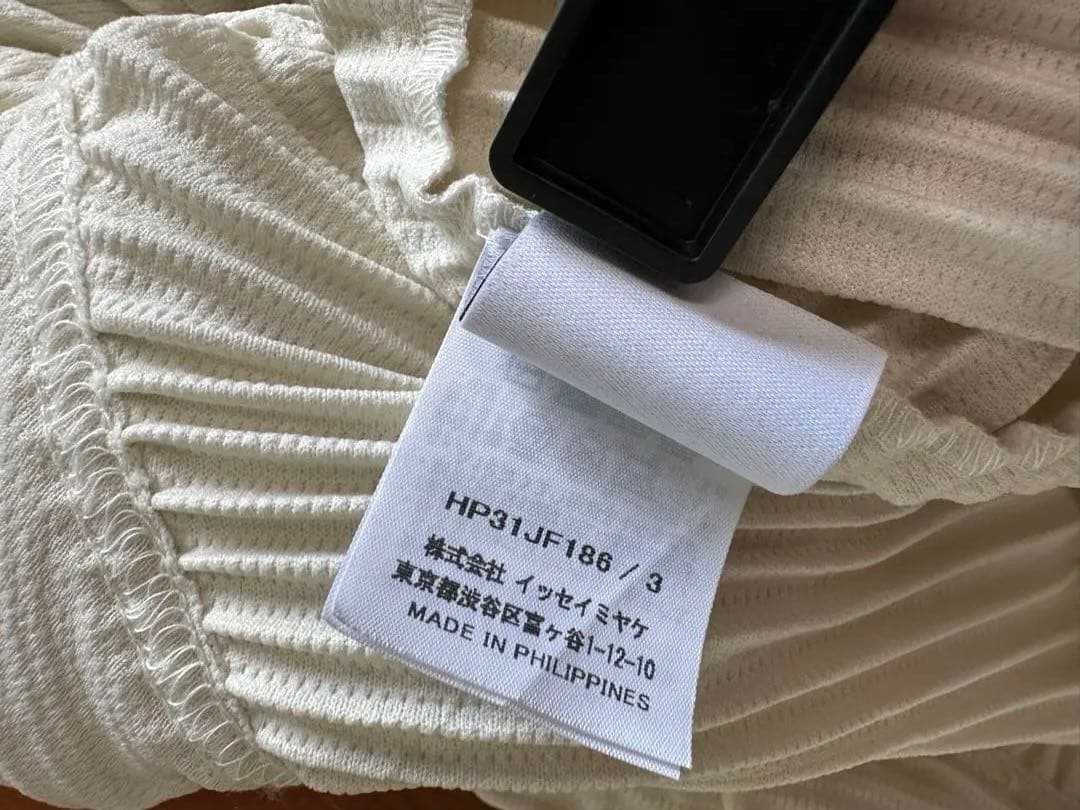 HP31JF186 / 3
株式会社 イッセイミヤケ
東京都渋谷区富ヶ谷1-12-10
MADE IN PHILIPPINES